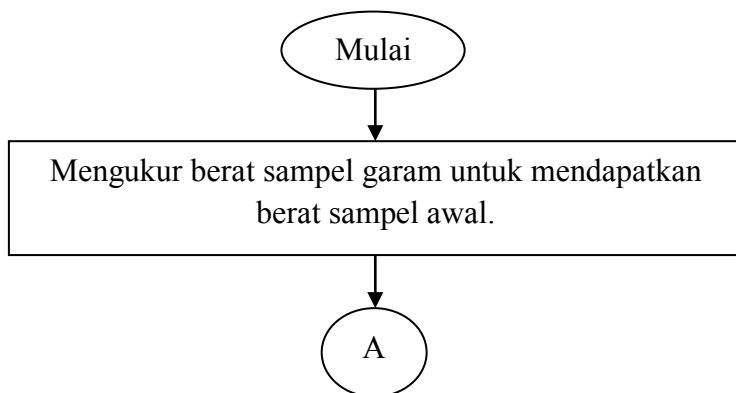 Mulai
Mengukur berat sampel garam untuk mendapatkan
berat sampel awal.
A